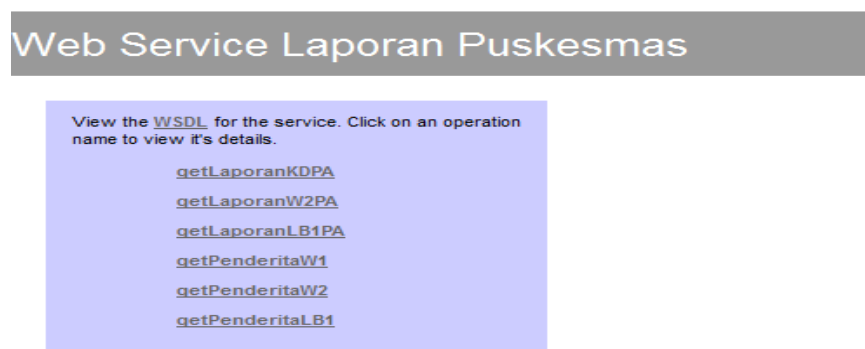 Web Service Laporan Puskesmas
View the WSDL for the service. Click on an operation
name to view it's details.
getLaporanKDPA
getLaporanW2PA
getLaporanLB1PA
getPenderitaW1
getPenderitaW2
getPenderitaLB1